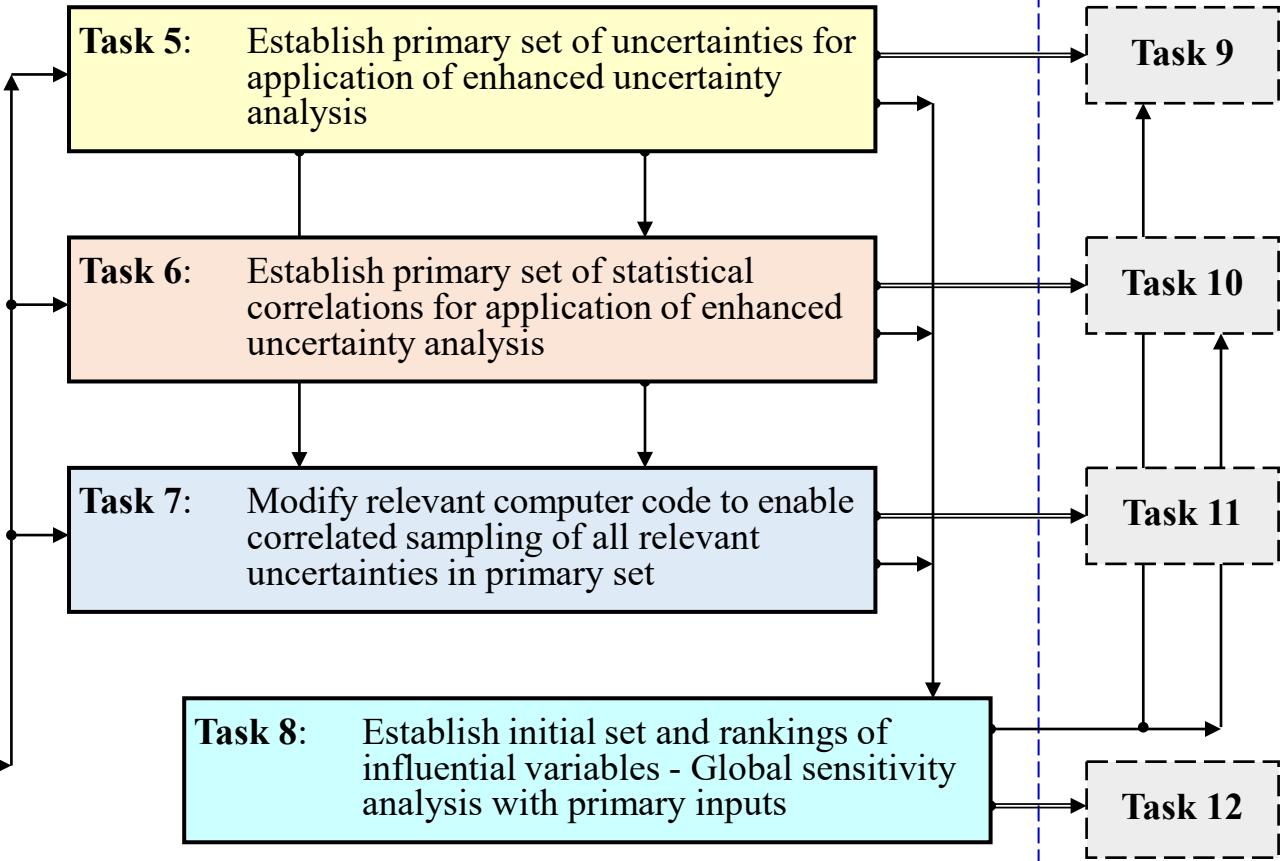 Task 5: Establish primary set of uncertainties for
application of enhanced uncertainty
analysis
Task 9
Task 6: Establish primary set of statistical
correlations for application of enhanced
uncertainty analysis
Task 10
Task 7: Modify relevant computer code to enable
correlated sampling of all relevant
uncertainties in primary set
Task 11
Task 8: Establish initial set and rankings of
influential variables - Global sensitivity
analysis with primary inputs
Task 12